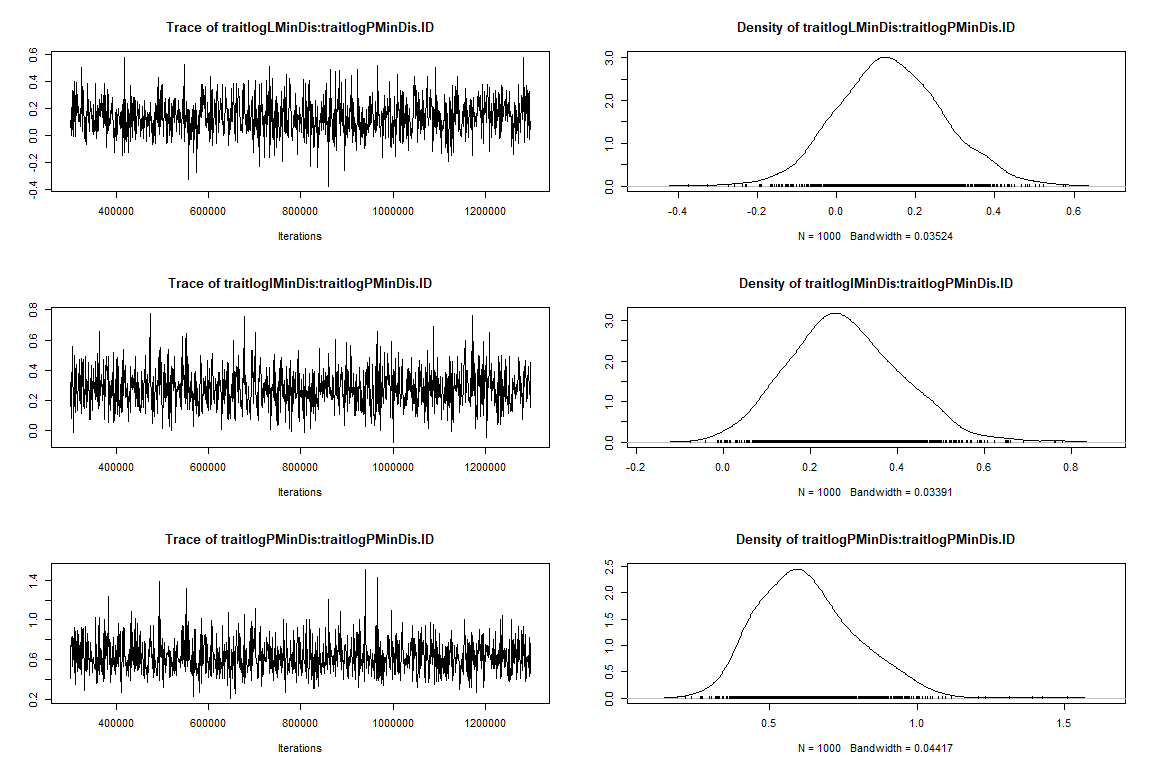 Trace of traitlogLMinDis:traitlogPMinDis.ID
0.6
0.4
0.2
0.0
-0.2
-0.4
400000 600000 800000 1000000 1200000
Iterations
Density of traitlogLMinDis:traitlogPMinDis.ID
3.0
2.0
1.0
0.0
-0.4 -0.2 0.0 0.2 0.4 0.6
N = 1000 Bandwidth = 0.03524
Trace of traitlogIMinDis:traitlogPMinDis.ID
0.8
0.6
0.4
0.2
0.0
400000 600000 800000 1000000 1200000
Iterations
Density of traitlogIMinDis:traitlogPMinDis.ID
3.0
2.0
1.0
0.0
-0.2 0.0 0.2 0.4 0.6 0.8
N = 1000 Bandwidth = 0.03391
Trace of traitlogPMinDis:traitlogPMinDis.ID
1.4
1.0
0.6
0.2
400000 600000 800000 1000000 1200000
Iterations
Density of traitlogPMinDis:traitlogPMinDis.ID
2.5
2.0
1.5
1.0
0.5
0.0
0.5 1.0 1.5
N = 1000 Bandwidth = 0.04417